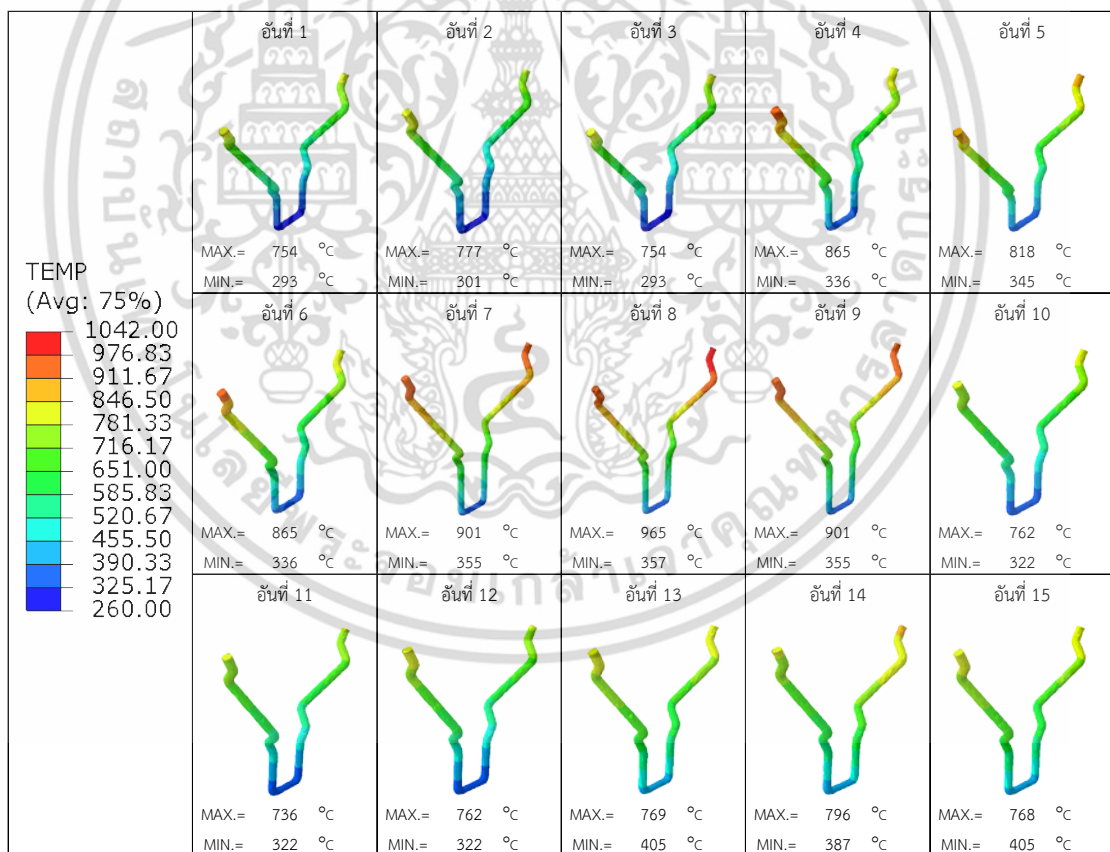 TEMP
(Avg: 75%)
1042.00
976.83
911.67
846.50
781.33
716.17
651.00
585.83
520.67
455.50
390.33
325.17
260.00
อันที่ 1
MAX.= 754 °C
MIN.= 293 °C
อันที่ 2
MAX.= 777 °C
MIN.= 301 °C
อันที่ 3
MAX.= 754 °C
MIN.= 293 °C
อันที่ 4
MAX.= 865 °C
MIN.= 336 °C
อันที่ 5
MAX.= 818 °C
MIN.= 345 °C
อันที่ 6
MAX.= 865 °C
MIN.= 336 °C
อันที่ 7
MAX.= 901 °C
MIN.= 355 °C
อันที่ 8
MAX.= 965 °C
MIN.= 357 °C
อันที่ 9
MAX.= 901 °C
MIN.= 355 °C
อันที่ 10
MAX.= 762 °C
MIN.= 322 °C
อันที่ 11
MAX.= 736 °C
MIN.= 322 °C
อันที่ 12
MAX.= 762 °C
MIN.= 322 °C
อันที่ 13
MAX.= 769 °C
MIN.= 405 °C
อันที่ 14
MAX.= 796 °C
MIN.= 387 °C
อันที่ 15
MAX.= 768 °C
MIN.= 405 °C